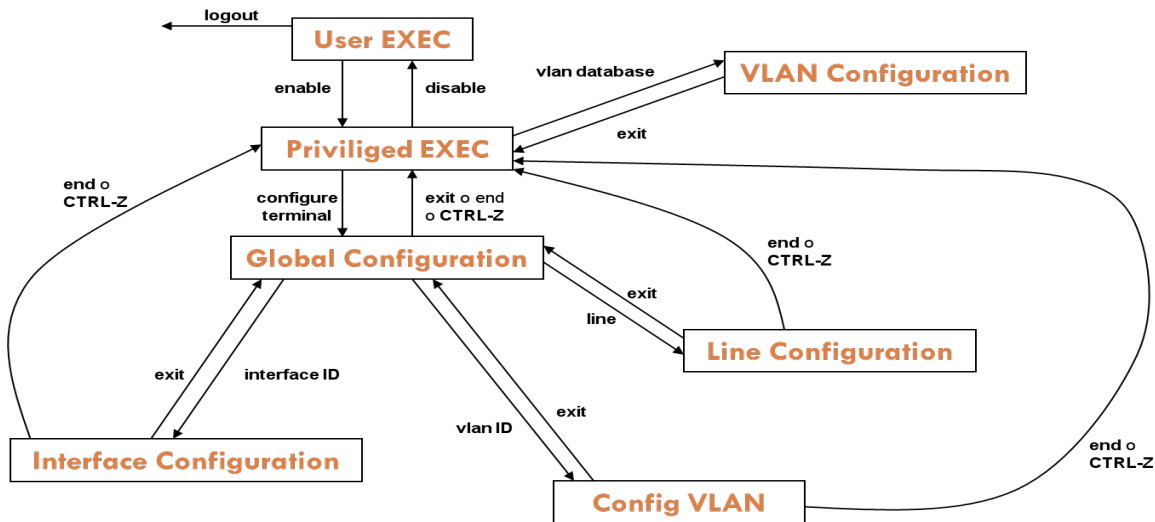 logout
User EXEC
enable
disable
vlan database
VLAN Configuration
exit
Priviliged EXEC
end o
CTRL-Z
configure
terminal
exit o end
o CTRL-Z
end o
CTRL-Z
Global Configuration
exit
line
Line Configuration
exit
interface ID
vlan ID
exit
Interface Configuration
end o
CTRL-Z
Config VLAN